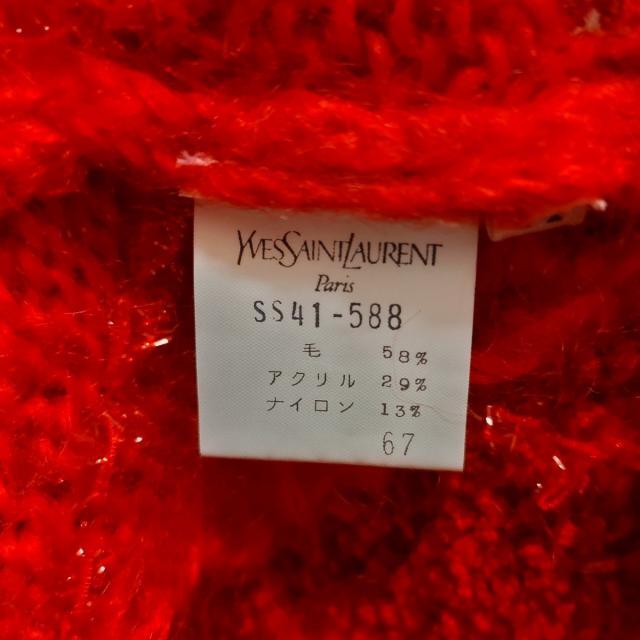 YVESSAINTLAURENT
Paris
SS41-588
毛 58%
アクリル 29%
ナイロン 13%
67